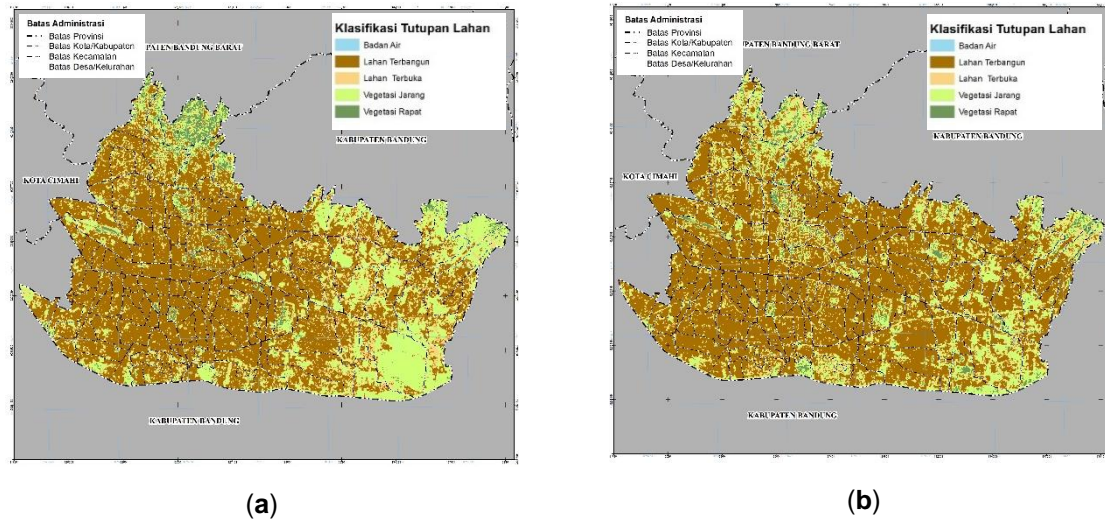 Batas Administrasi
Batas Provinsi
Batas Kota/Kabupaten
Batas Kecamatan
Batas Desa/Kelurahan
BUPATEN BANDUNG BARAT
Klasifikasi Tutupan Lahan
Badan Air
Lahan Terbangun
Lahan Terbuka
Vegetasi Jarang
Vegetasi Rapat
KABUPATEN BANDUNG
KOTA CIMAHI
KABUPATEN BANDUNG
(a)
Batas Administrasi
Batas Provinsi
Batas Kota/Kabupaten
Batas Kecamatan
Batas Desa/Kelurahan
BUPATEN BANDUNG BARAT
Klasifikasi Tutupan Lahan
Badan Air
Lahan Terbangun
Lahan Terbuka
Vegetasi Jarang
Vegetasi Rapat
KABUPATEN BANDUNG
KOTA CIMAHI
KABUPATEN BANDUNG
(b)